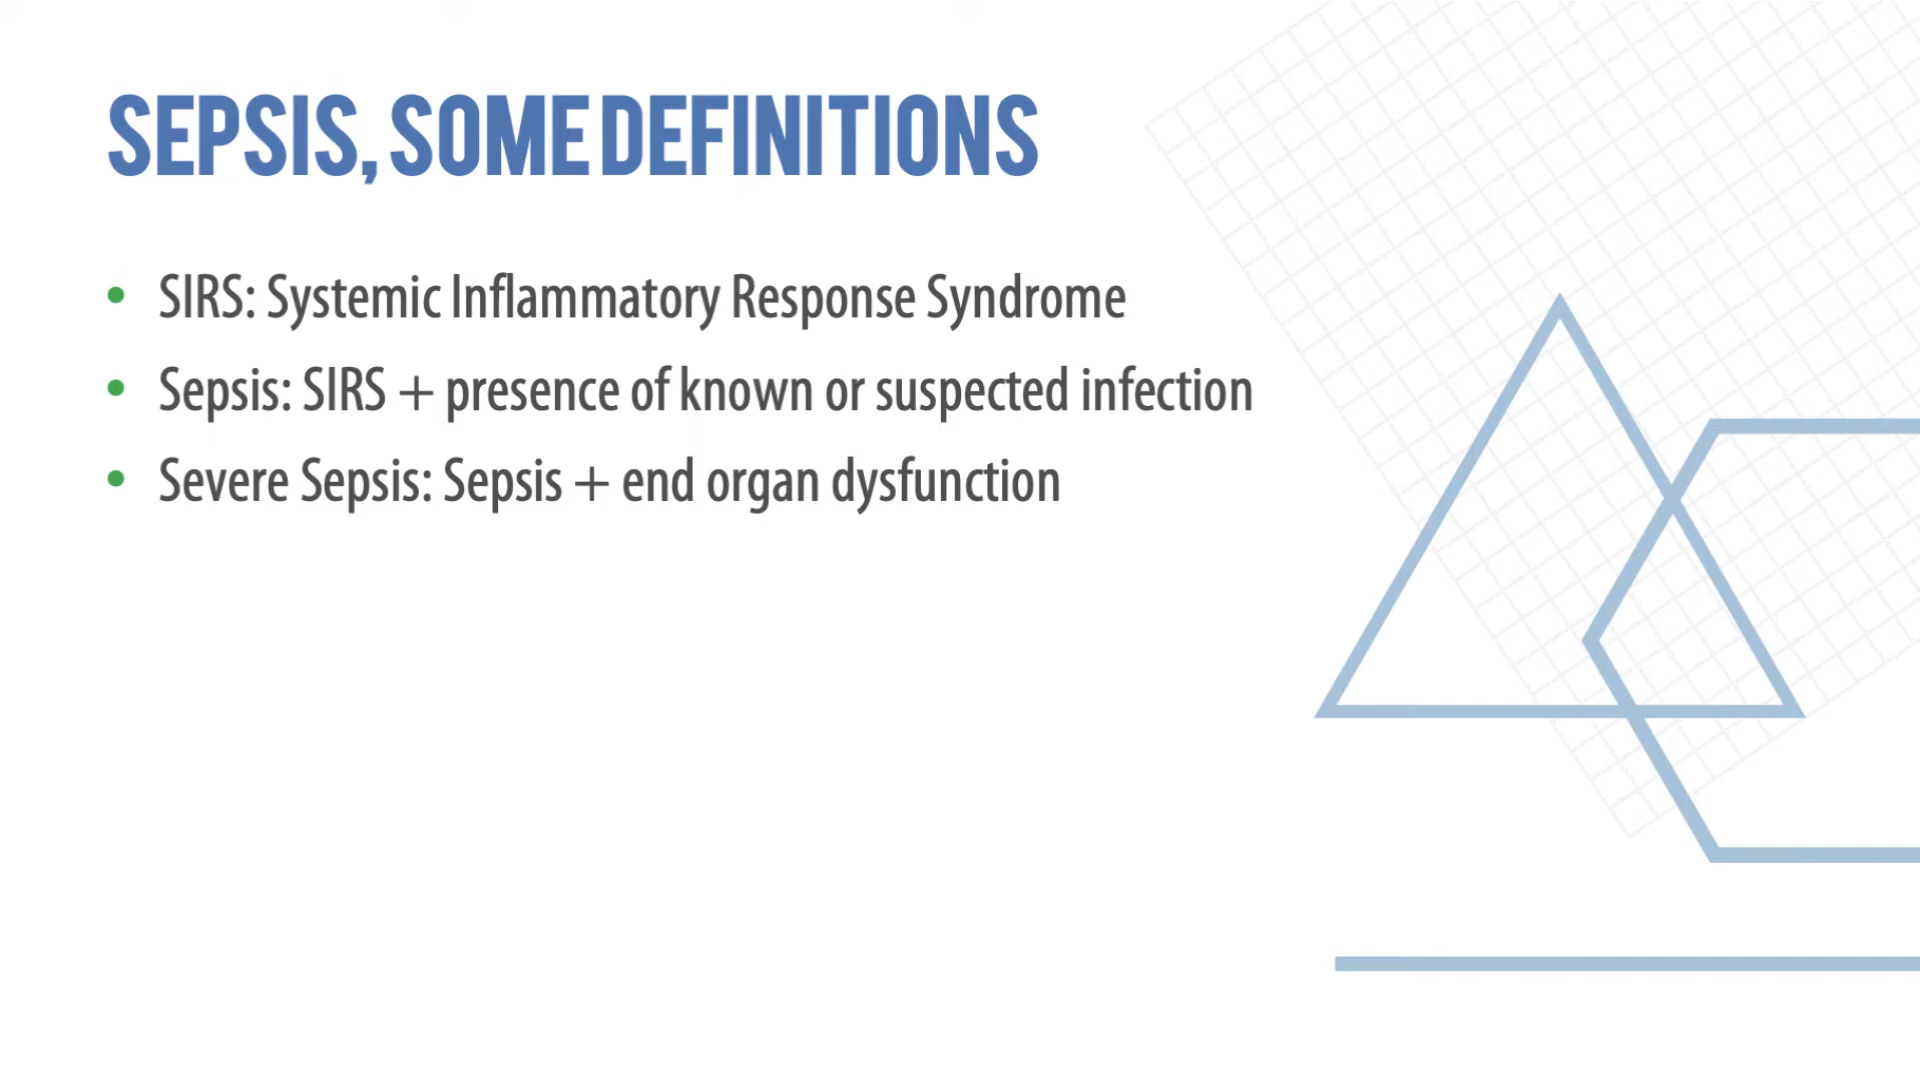 SEPSIS, SOME DEFINITIONS
• SIRS: Systemic Inflammatory Response Syndrome
• Sepsis: SIRS + presence of known or suspected infection
• Severe Sepsis: Sepsis + end organ dysfunction